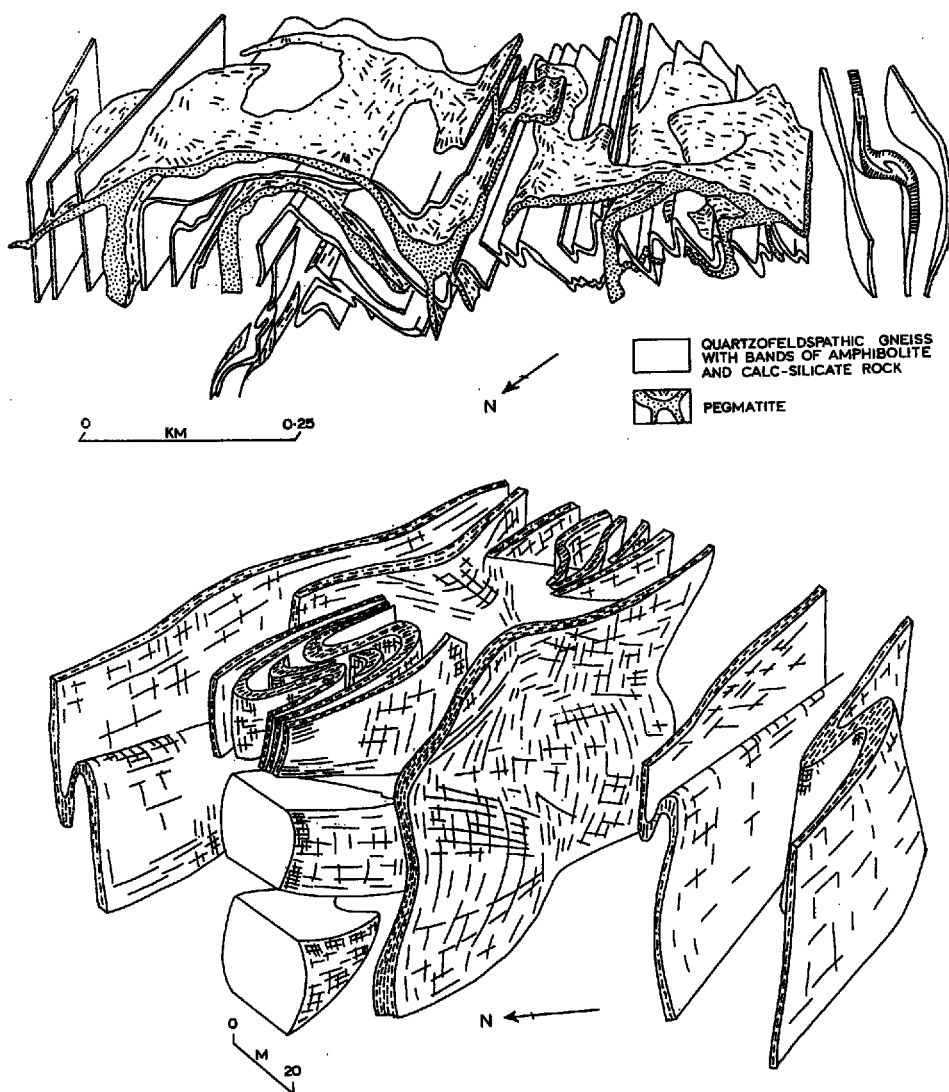 QUARTZOFELDSPATHIC GNEISS
WITH BANDS OF AMPHIBOLITE
AND CALC-SILICATE ROCK
PEGMATITE
N
0 KM 0·25
N
0 M 20